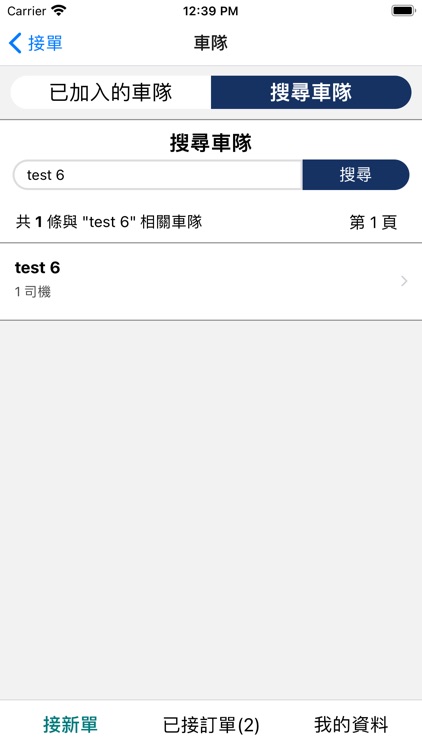 Carrier 12:39 PM
接單 車隊
已加入的車隊 搜尋車隊
搜尋車隊
test 6 搜尋
共 1 條與 "test 6" 相關車隊 第 1 頁
test 6
1 司機
接新單 已接訂單(2) 我的資料